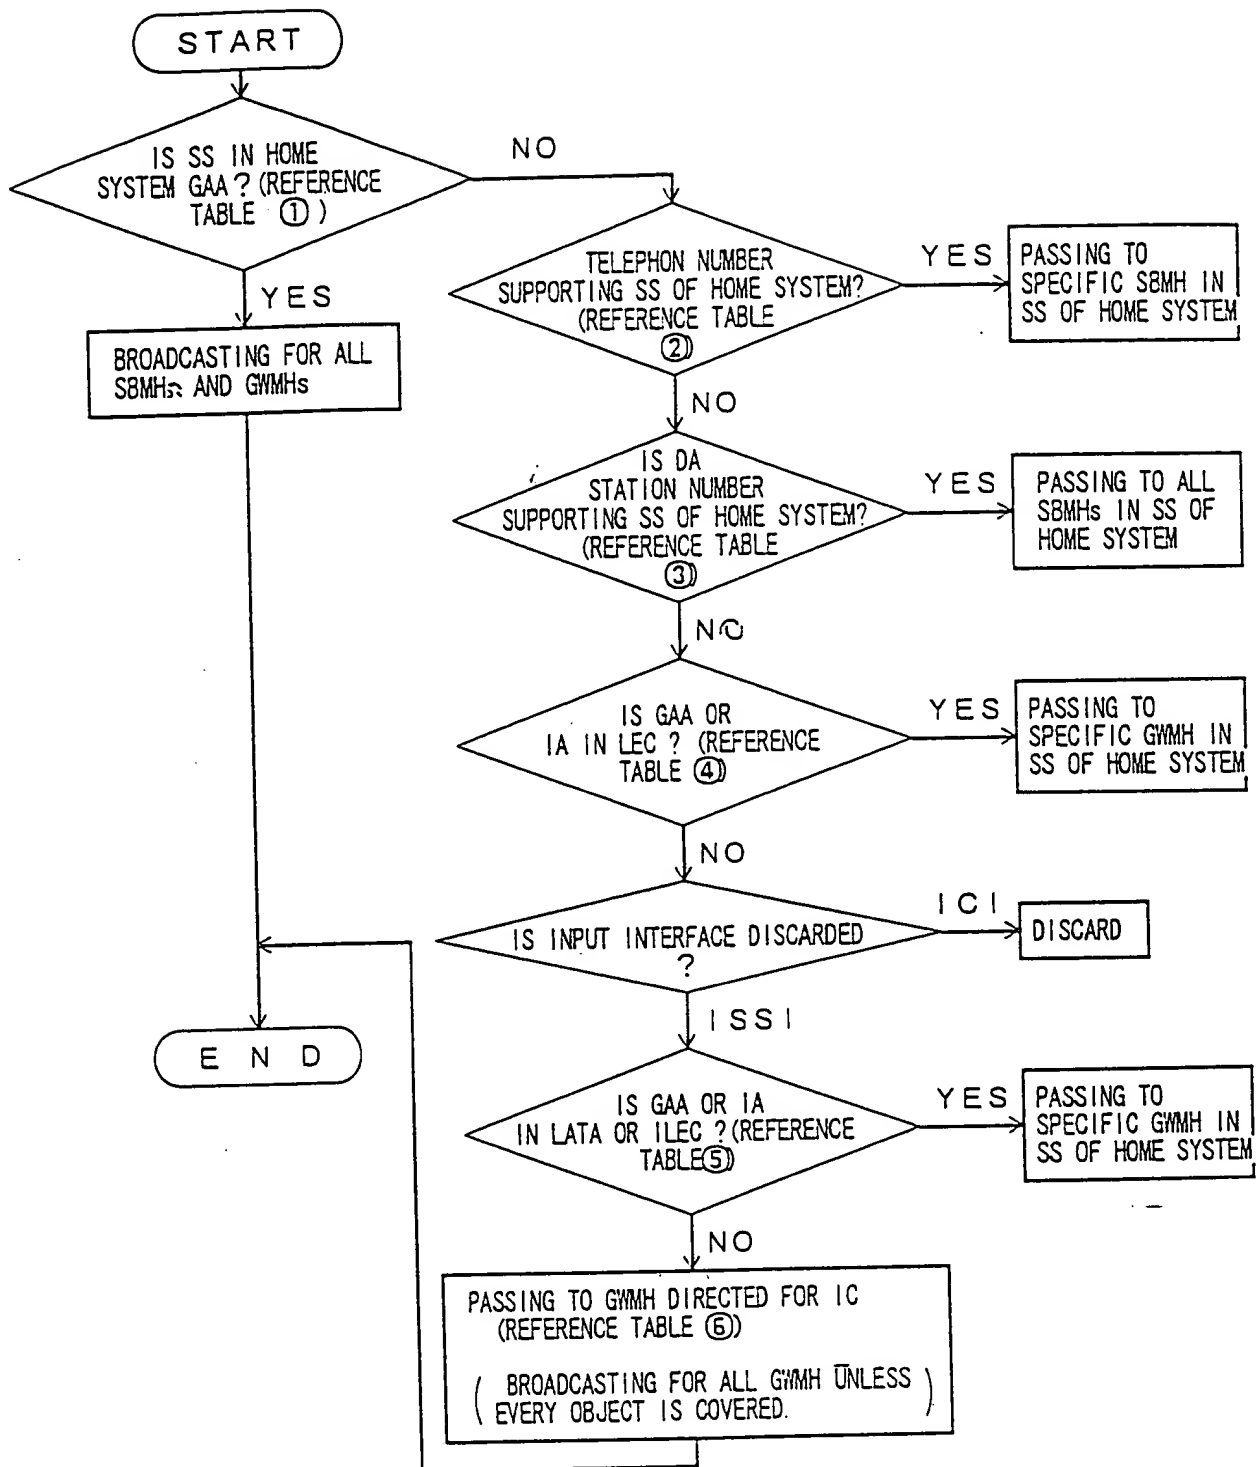 START
IS SS IN HOME
SYSTEM GAA? (REFERENCE
TABLE ①)
NO
YES
BROADCASTING FOR ALL
SBMHs AND GWMHs
TELEPHON NUMBER
SUPPORTING SS OF HOME SYSTEM?
(REFERENCE TABLE
②)
YES
PASSING TO
SPECIFIC SBMH IN
SS OF HOME SYSTEM
NO
IS DA
STATION NUMBER
SUPPORTING SS OF HOME SYSTEM?
(REFERENCE TABLE
③)
YES
PASSING TO ALL
SBMHs IN SS OF
HOME SYSTEM
NO
IS GAA OR
IA IN LEC ? (REFERENCE
TABLE ④)
YES
PASSING TO
SPECIFIC GWMH IN
SS OF HOME SYSTEM
NO
IS INPUT INTERFACE DISCARDED
?
ICI
DISCARD
ISSI
END
IS GAA OR IA
IN LATA OR ILEC ? (REFERENCE
TABLE ⑤)
YES
PASSING TO
SPECIFIC GWMH IN
SS OF HOME SYSTEM
NO
PASSING TO GWMH DIRECTED FOR IC
(REFERENCE TABLE ⑥)
( BROADCASTING FOR ALL GWMH UNLESS
EVERY OBJECT IS COVERED. )